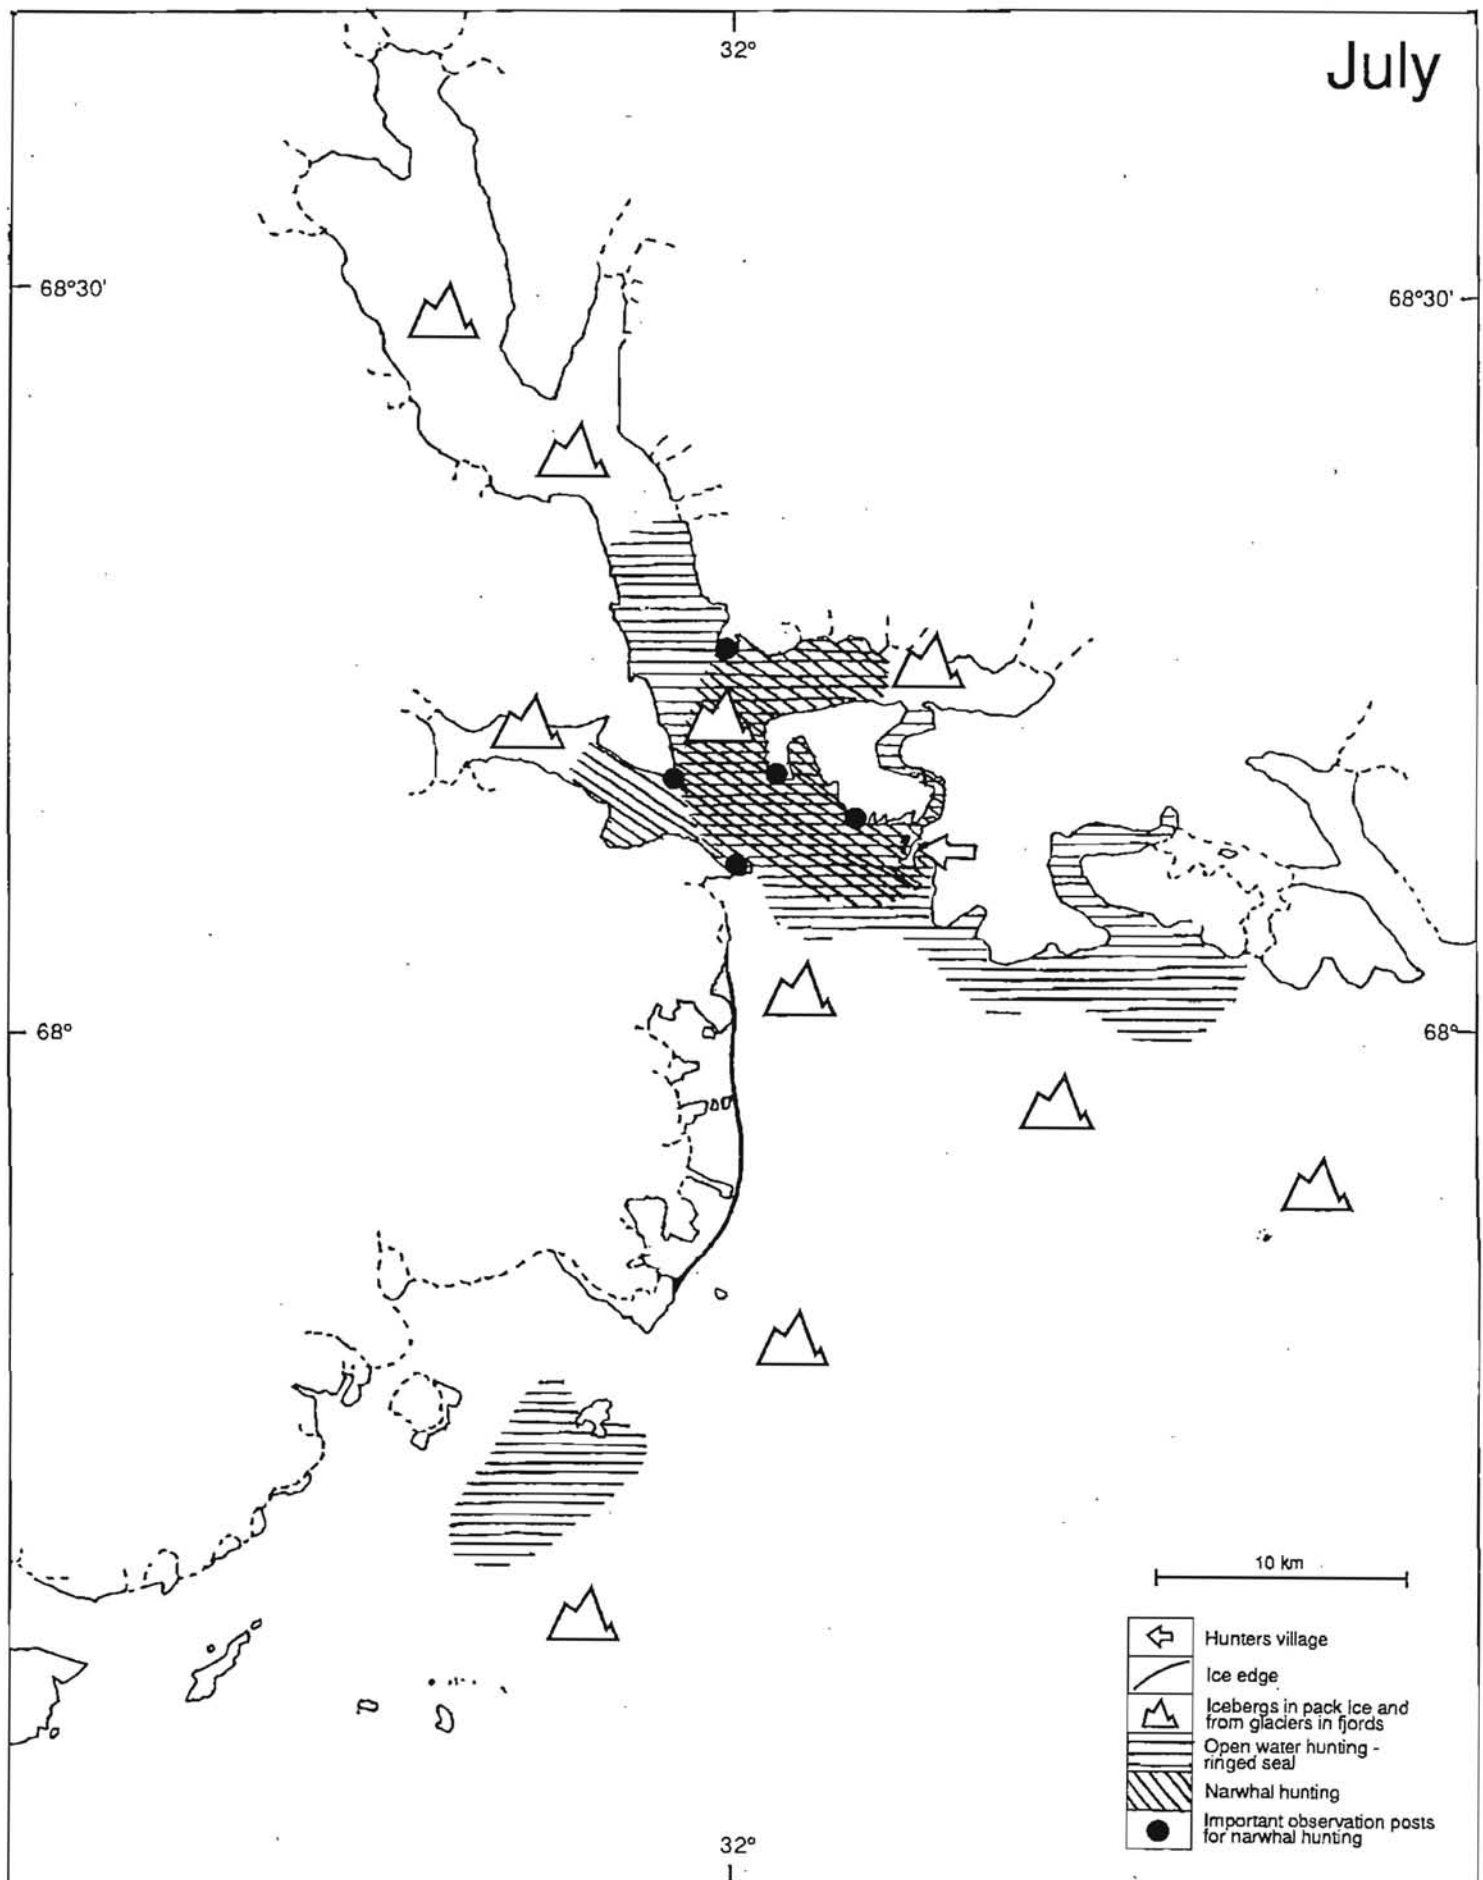 32°
July
68°30'
68°30'
68°
68°
10 km
Hunters village
Ice edge
Icebergs in pack ice and
from glaciers in fjords
Open water hunting -
ringed seal
Narwhal hunting
Important observation posts
for narwhal hunting
32°